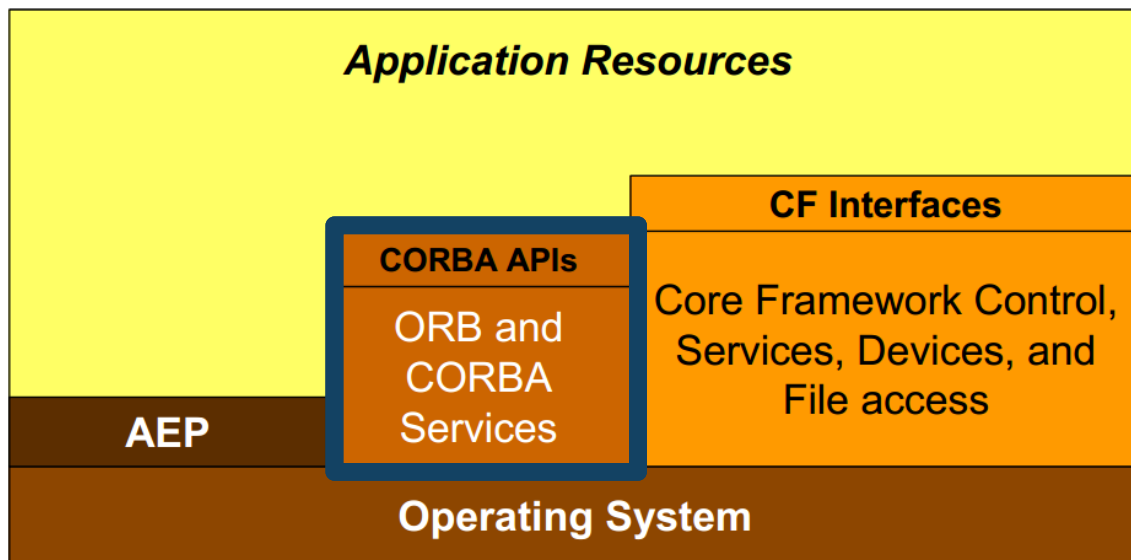 Application Resources
CF Interfaces
CORBA APIs
Core Framework Control,
Services, Devices, and
File access
ORB and
CORBA
Services
AEP
Operating System